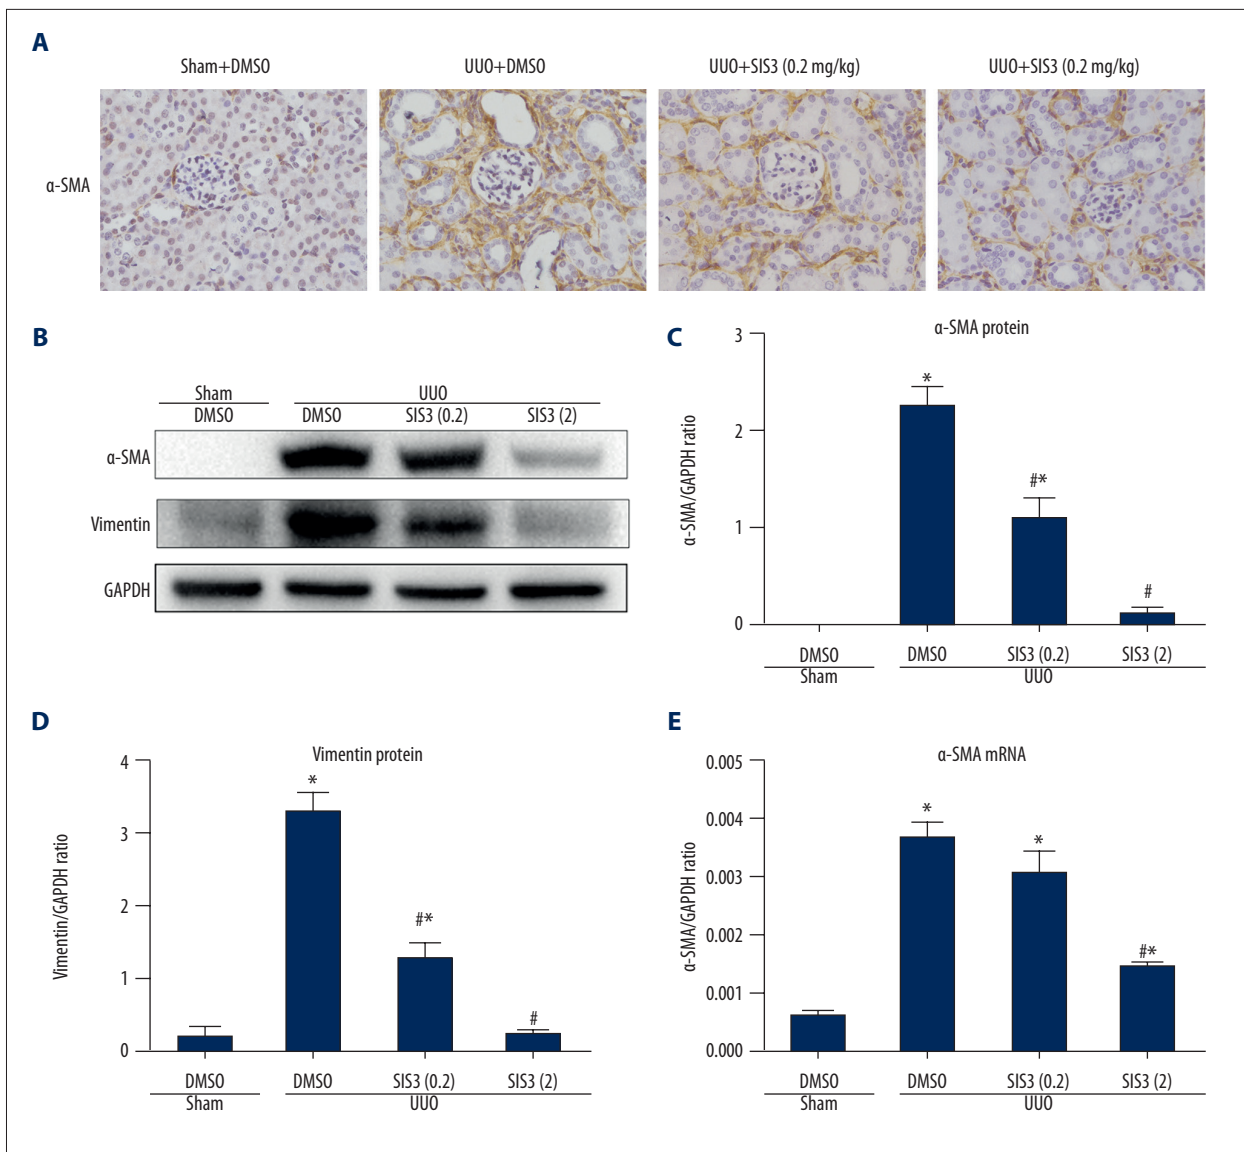 A
Sham+DMSO UUO+DMSO UUO+SIS3 (0.2 mg/kg) UUO+SIS3 (0.2 mg/kg)
α-SMA
B
Sham UUO
DMSO DMSO SIS3 (0.2) SIS3 (2)
α-SMA
Vimentin
GAPDH
C
α-SMA protein
α-SMA/GAPDH ratio
3
2
1
0
*
#*
#
DMSO DMSO SIS3 (0.2) SIS3 (2)
Sham UUO
D
Vimentin protein
Vimentin/GAPDH ratio
4
3
2
1
0
*
#*
#
DMSO DMSO SIS3 (0.2) SIS3 (2)
Sham UUO
E
α-SMA mRNA
α-SMA/GAPDH ratio
0.005
0.004
0.003
0.002
0.001
0.000
*
*
#*
DMSO DMSO SIS3 (0.2) SIS3 (2)
Sham UUO